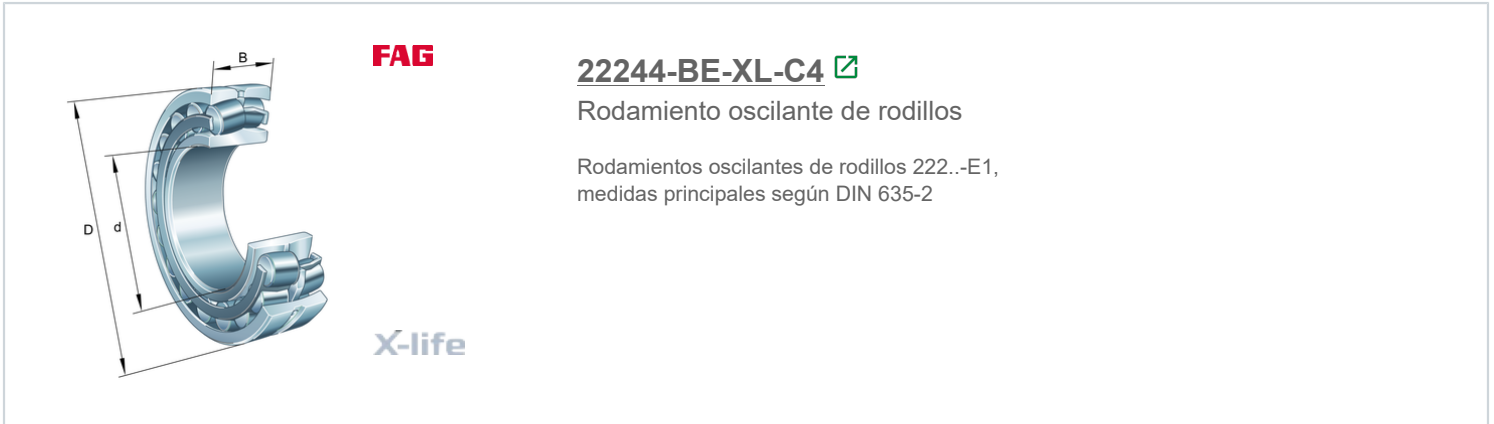 B
D
d
FAG
X-life
22244-BE-XL-C4
Rodamiento oscilante de rodillos
Rodamientos oscilantes de rodillos 222..-E1,
medidas principales según DIN 635-2